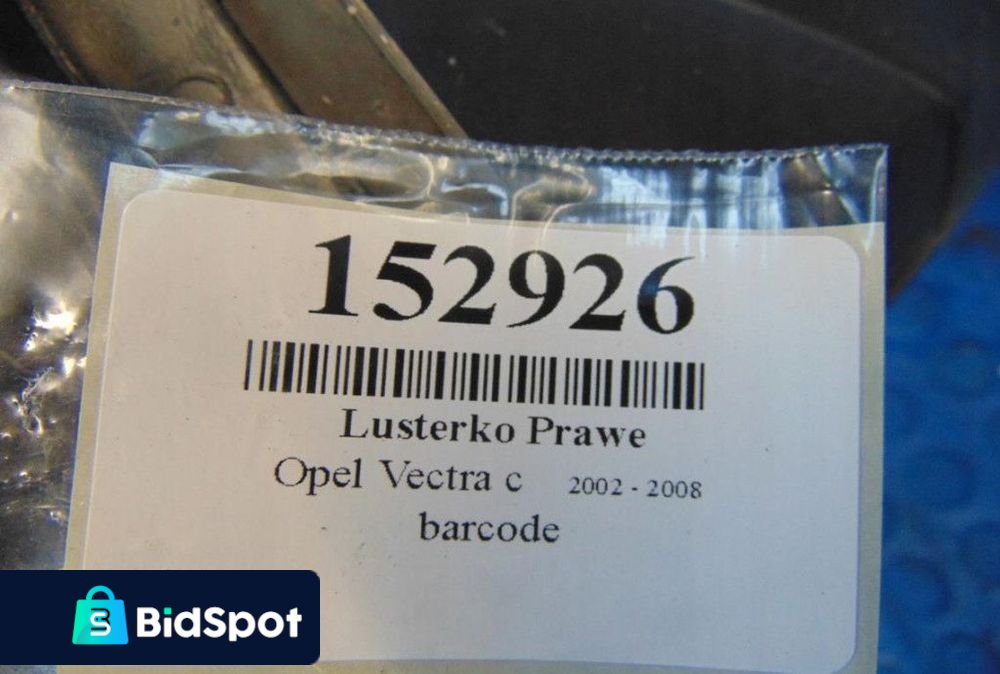 152926
Lusterko Prawe
Opel Vectra c 2002 - 2008
barcode
BidSpot